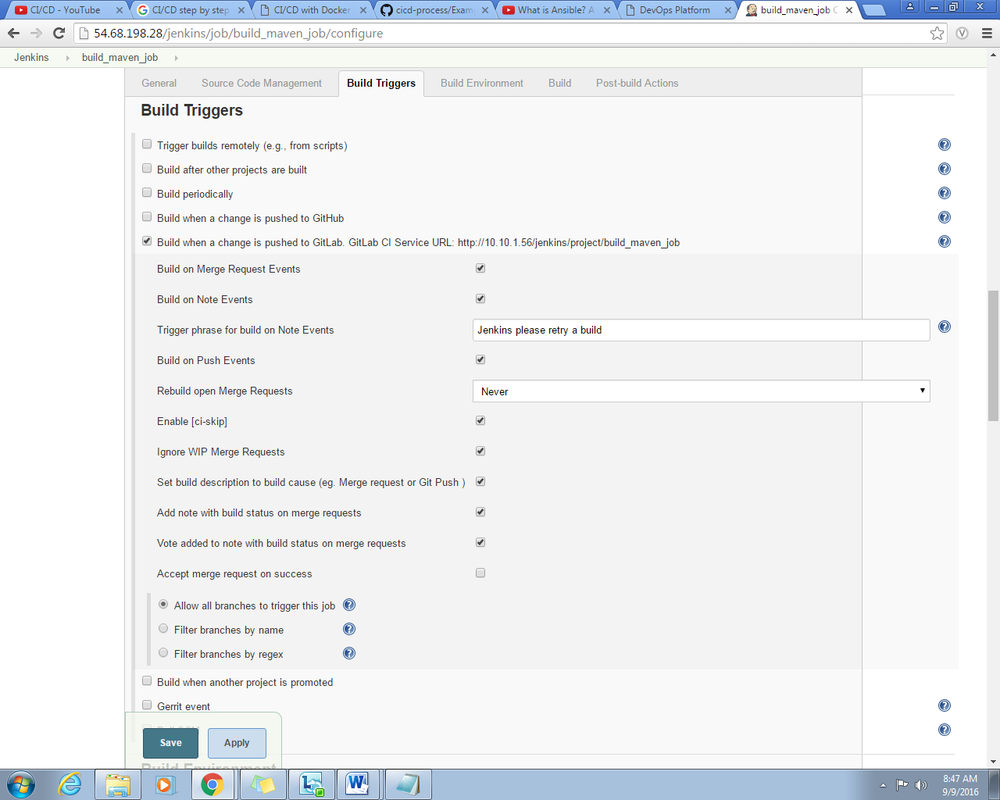 CI/CD - YouTube
CI/CD step by step
CI/CD with Docker
cicd-process/Exam
What is Ansible? A
DevOps Platform
build_maven_job C
54.68.198.28/jenkins/job/build_maven_job/configure
Jenkins build_maven_job
General Source Code Management Build Triggers Build Environment Build Post-build Actions
Build Triggers
Trigger builds remotely (e.g., from scripts)
Build after other projects are built
Build periodically
Build when a change is pushed to GitHub
Build when a change is pushed to GitLab. GitLab CI Service URL: http://10.10.1.56/jenkins/project/build_maven_job
Build on Merge Request Events
Build on Note Events
Trigger phrase for build on Note Events Jenkins please retry a build
Build on Push Events
Rebuild open Merge Requests Never
Enable [ci-skip]
Ignore WIP Merge Requests
Set build description to build cause (eg. Merge request or Git Push )
Add note with build status on merge requests
Vote added to note with build status on merge requests
Accept merge request on success
Allow all branches to trigger this job
Filter branches by name
Filter branches by regex
Build when another project is promoted
Gerrit event
Save Apply
Build Environment
8:47 AM
9/9/2016